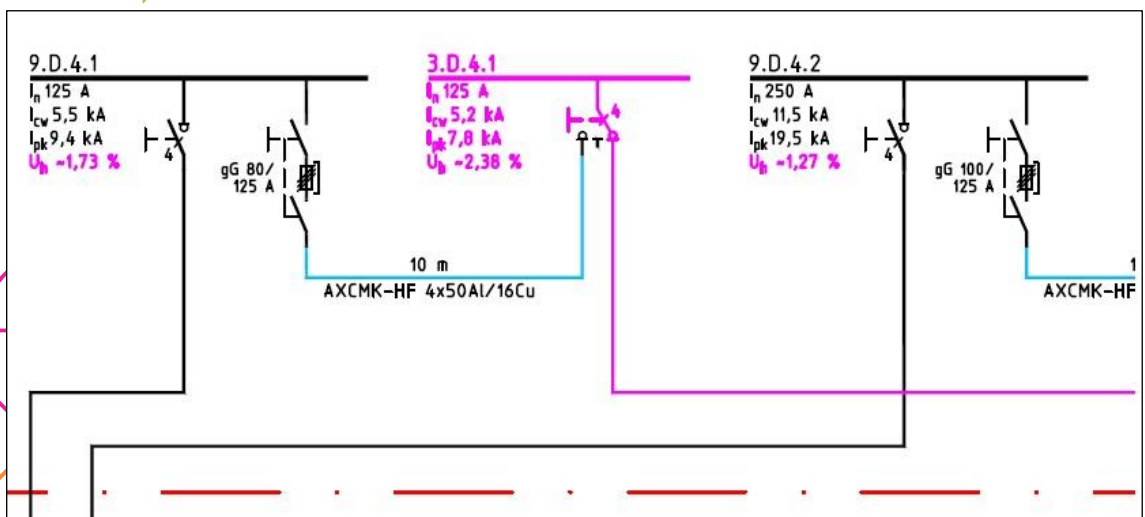 9.D.4.1
In 125 A
Icw 5,5 kA
Ipk 9,4 kA
Uh ~1,73 %
4
gG 80/
125 A
10 m
AXCMK-HF 4x50Al/16Cu
3.D.4.1
In 125 A
Icw 5,2 kA
Ipk 7,8 kA
Uh ~2,38 %
4
9.D.4.2
In 250 A
Icw 11,5 kA
Ipk 19,5 kA
Uh ~1,27 %
4
gG 100/
125 A
1
AXCMK-HF